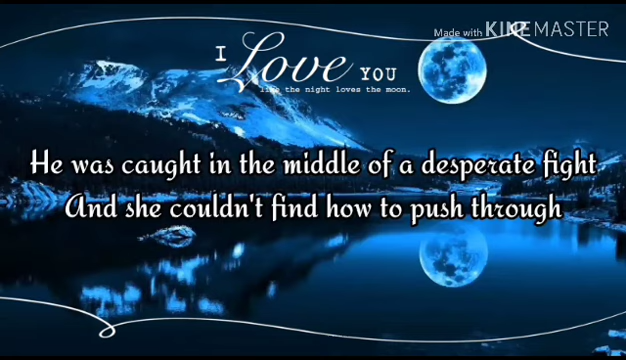 Made with KINEMASTER
I Love YOU
like the night loves the moon.
He was caught in the middle of a desperate fight
And she couldn't find how to push through